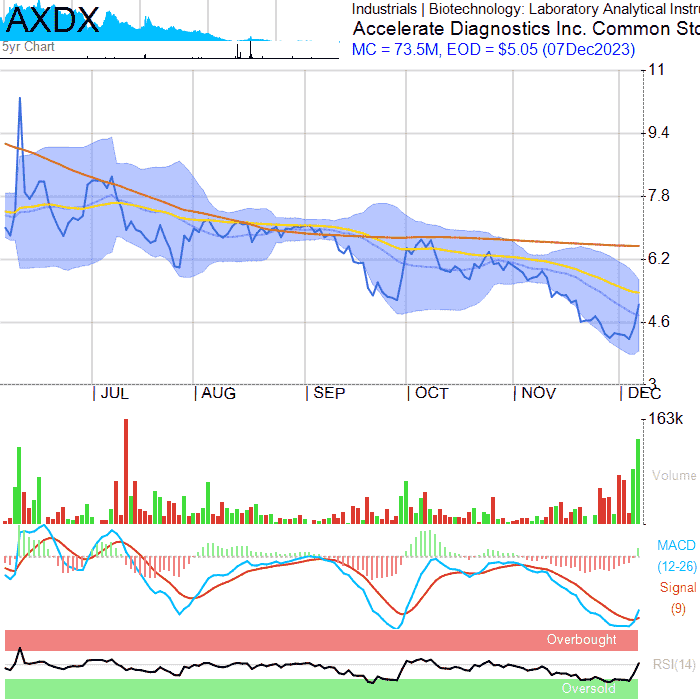 AXDX
5yr Chart
Industrials | Biotechnology: Laboratory Analytical Instru
Accelerate Diagnostics Inc. Common Sto
MC = 73.5M, EOD = $5.05 (07Dec2023)
11
9.4
7.8
6.2
4.6
3
JUL
AUG
SEP
OCT
NOV
DEC
163k
Volume
MACD
(12-26)
Signal
(9)
Overbought
RSI(14)
Oversold